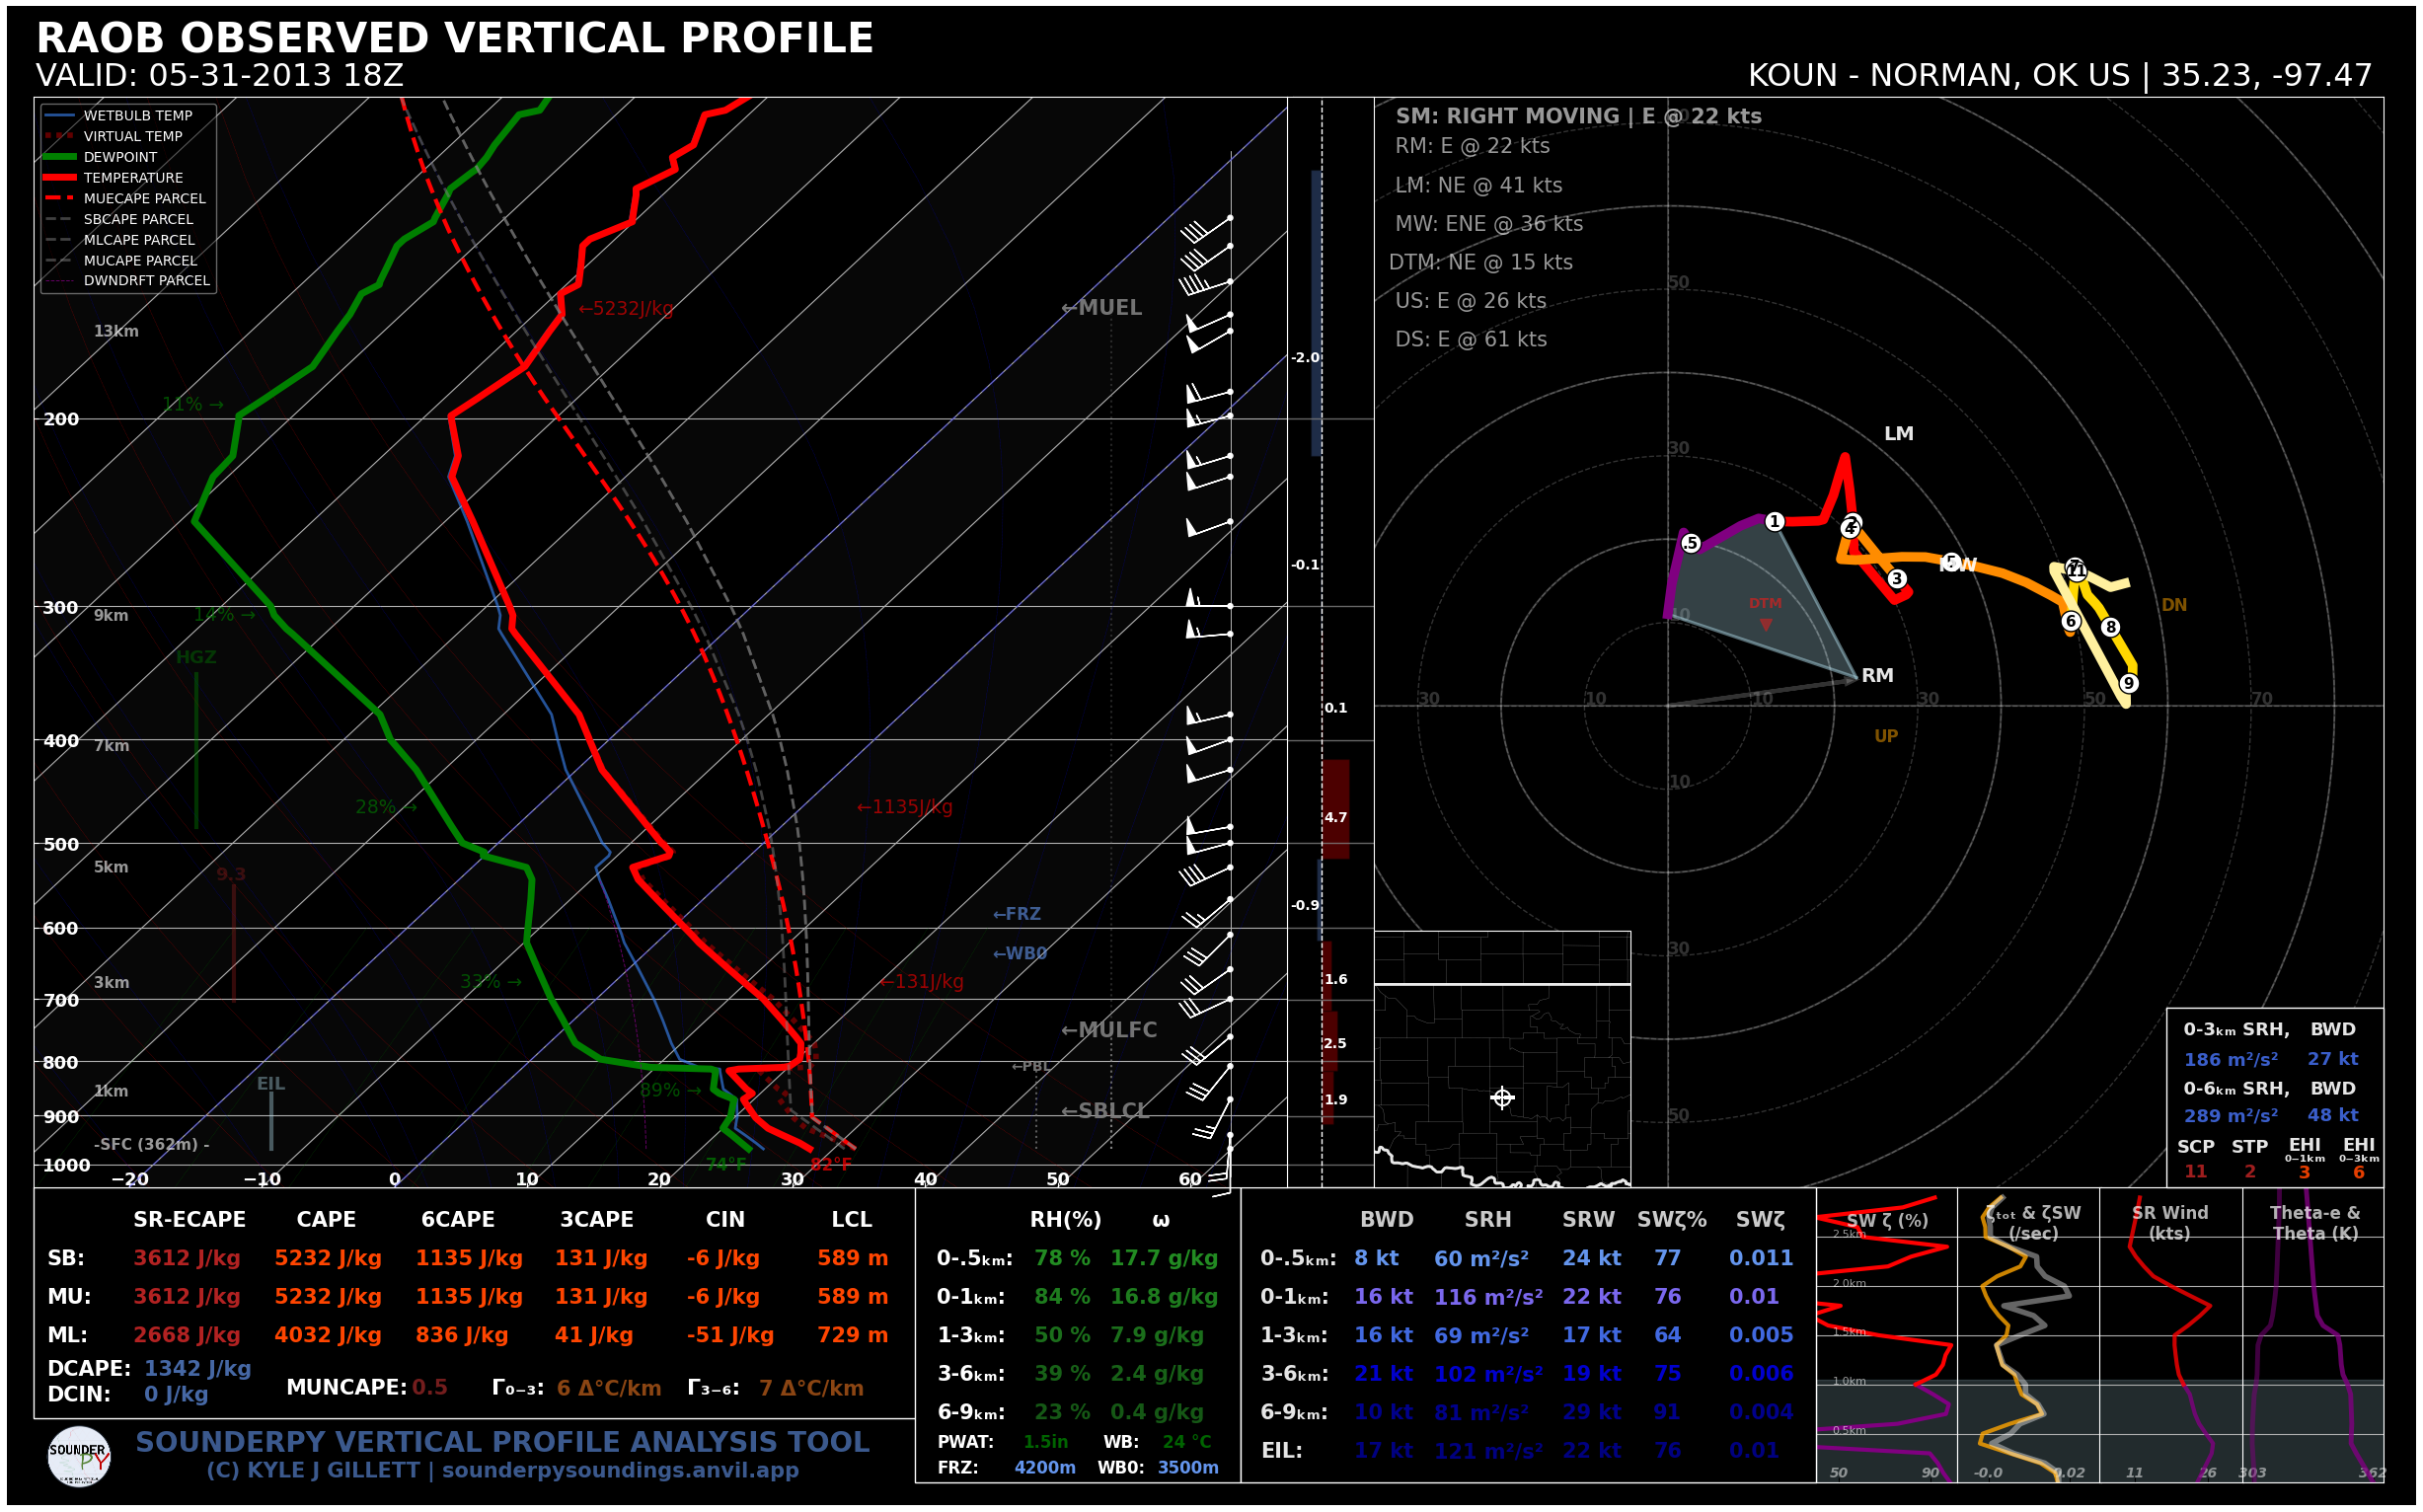 RAOB OBSERVED VERTICAL PROFILE
VALID: 05-31-2013 18Z
KOUN - NORMAN, OK US | 35.23, -97.47
WETBULB TEMP
VIRTUAL TEMP
DEWPOINT
TEMPERATURE
MUECAPE PARCEL
SBCAPE PARCEL
MLCAPE PARCEL
MUCAPE PARCEL
DWNDRFT PARCEL
←5232J/kg
←MUEL
13km
11% →
200
300
9km
14% →
HGZ
400
7km
28% →
←1135J/kg
500
5km
9.3
←FRZ
600
←WB0
3km
33% →
←131J/kg
700
←MULFC
800
←PBL
EIL
1km
89% →
←SBLCL
900
-SFC (362m) -
74°F
82°F
1000
−20 −10 0 10 20 30 40 50 60
-2.0
-0.1
0.1
4.7
-0.9
1.6
2.5
1.9
SM: RIGHT MOVING | E @ 22 kts
RM: E @ 22 kts
LM: NE @ 41 kts
MW: ENE @ 36 kts
DTM: NE @ 15 kts
US: E @ 26 kts
DS: E @ 61 kts
50
LM
30
1
.5
4
3
5
MW
11
DTM
10
6
8
DN
RM
9
30 10 10 30 50 70
UP
10
30
50
0-3km SRH, BWD
186 m²/s² 27 kt
0-6km SRH, BWD
289 m²/s² 48 kt
SCP STP EHI EHI
0−1km 0−3km
11 2 3 6
SR-ECAPE CAPE 6CAPE 3CAPE CIN LCL
SB: 3612 J/kg 5232 J/kg 1135 J/kg 131 J/kg -6 J/kg 589 m
MU: 3612 J/kg 5232 J/kg 1135 J/kg 131 J/kg -6 J/kg 589 m
ML: 2668 J/kg 4032 J/kg 836 J/kg 41 J/kg -51 J/kg 729 m
DCAPE: 1342 J/kg
DCIN: 0 J/kg
MUNCAPE: 0.5 Γ₀₋₃: 6 Δ°C/km Γ₃₋₆: 7 Δ°C/km
SOUNDERPY
SOUNDERPY VERTICAL PROFILE ANALYSIS TOOL
(C) KYLE J GILLETT | sounderpysoundings.anvil.app
RH(%) ω
0-.5km: 78 % 17.7 g/kg
0-1km: 84 % 16.8 g/kg
1-3km: 50 % 7.9 g/kg
3-6km: 39 % 2.4 g/kg
6-9km: 23 % 0.4 g/kg
PWAT: 1.5in WB: 24 °C
FRZ: 4200m WB0: 3500m
BWD SRH SRW SWζ% SWζ
0-.5km: 8 kt 60 m²/s² 24 kt 77 0.011
0-1km: 16 kt 116 m²/s² 22 kt 76 0.01
1-3km: 16 kt 69 m²/s² 17 kt 64 0.005
3-6km: 21 kt 102 m²/s² 19 kt 75 0.006
6-9km: 10 kt 81 m²/s² 29 kt 91 0.004
EIL: 17 kt 121 m²/s² 22 kt 76 0.01
SW ζ (%)
2.5km
2.0km
1.5km
1.0km
0.5km
50 90
ζtot & ζSW
(/sec)
-0.0 0.02
SR Wind
(kts)
11 26
Theta-e &
Theta (K)
303 362